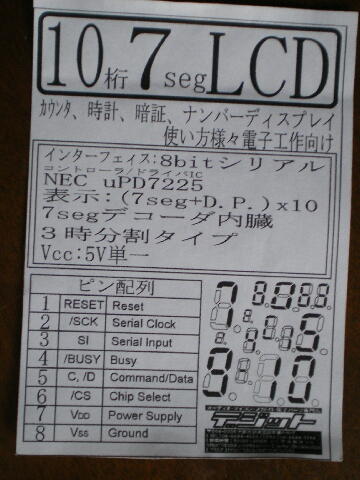 10桁7segLCD
カウンタ、時計、暗証、ナンバーディスプレイ
使い方様々電子工作向け
インターフェイス:8bitシリアル
コントローラ/ドライバIC
NEC uPD7225
表示:(7seg+D.P.)x10
7segデコーダ内臓
3時分割タイプ
Vcc:5V単一
ピン配列
1 RESET Reset
2 /SCK Serial Clock
3 SI Serial Input
4 /BUSY Busy
5 C, /D Command/Data
6 /CS Chip Select
7 VDD Power Supply
8 Vss Ground
デジット